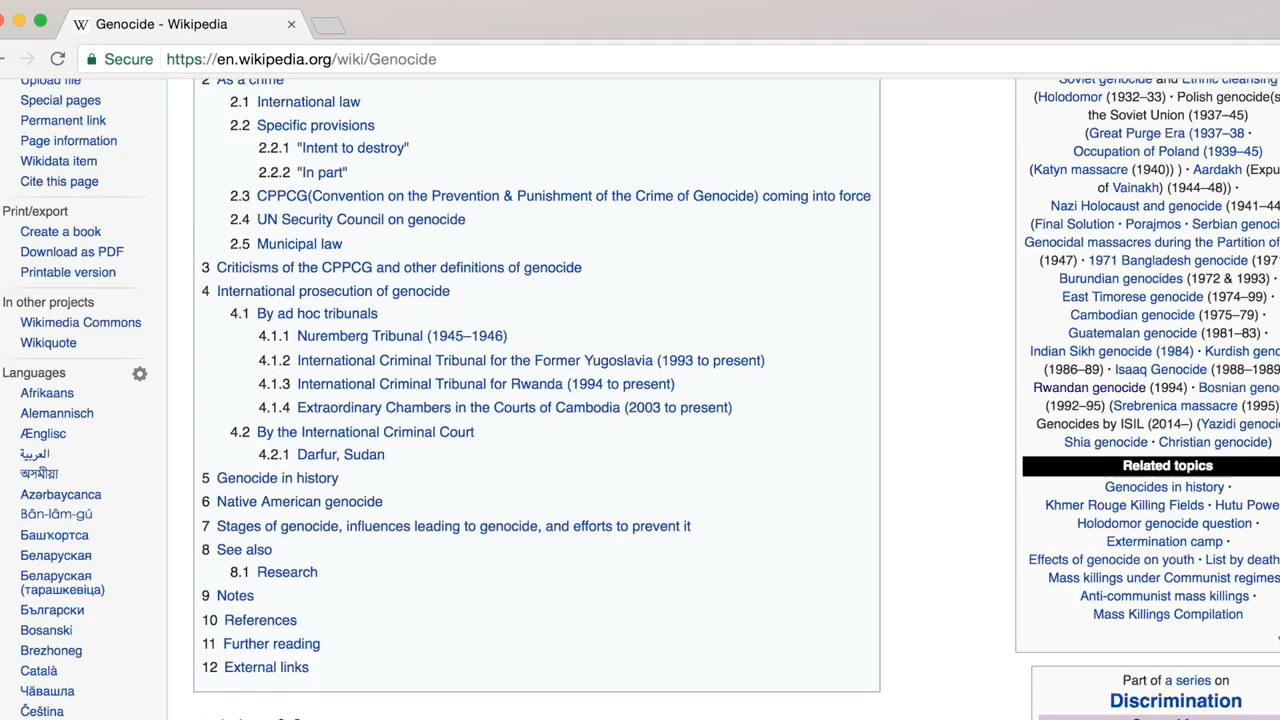 Genocide - Wikipedia
Secure https://en.wikipedia.org/wiki/Genocide
Upload file
Special pages
Permanent link
Page information
Wikidata item
Cite this page
Print/export
Create a book
Download as PDF
Printable version
In other projects
Wikimedia Commons
Wikiquote
Languages
Afrikaans
Alemannisch
Ænglisc
العربية
অসমীয়া
Azərbaycanca
Bân-lâm-gú
Башҡортса
Беларуская
Беларуская
(тарашкевіца)
Български
Bosanski
Brezhoneg
Català
Чӑвашла
Čeština
2 As a crime
2.1 International law
2.2 Specific provisions
2.2.1 "Intent to destroy"
2.2.2 "In part"
2.3 CPPCG(Convention on the Prevention & Punishment of the Crime of Genocide) coming into force
2.4 UN Security Council on genocide
2.5 Municipal law
3 Criticisms of the CPPCG and other definitions of genocide
4 International prosecution of genocide
4.1 By ad hoc tribunals
4.1.1 Nuremberg Tribunal (1945–1946)
4.1.2 International Criminal Tribunal for the Former Yugoslavia (1993 to present)
4.1.3 International Criminal Tribunal for Rwanda (1994 to present)
4.1.4 Extraordinary Chambers in the Courts of Cambodia (2003 to present)
4.2 By the International Criminal Court
4.2.1 Darfur, Sudan
5 Genocide in history
6 Native American genocide
7 Stages of genocide, influences leading to genocide, and efforts to prevent it
8 See also
8.1 Research
9 Notes
10 References
11 Further reading
12 External links
Soviet genocide and Ethnic cleansing
(Holodomor (1932–33) · Polish genocide(s
the Soviet Union (1937–45)
(Great Purge Era (1937–38 ·
Occupation of Poland (1939–45)
(Katyn massacre (1940)) ) · Aardakh (Expu
of Vainakh) (1944–48)) ·
Nazi Holocaust and genocide (1941–44
(Final Solution · Porajmos · Serbian genoci
Genocidal massacres during the Partition of
(1947) · 1971 Bangladesh genocide (197
Burundian genocides (1972 & 1993) ·
East Timorese genocide (1974–99) ·
Cambodian genocide (1975–79) ·
Guatemalan genocide (1981–83) ·
Indian Sikh genocide (1984) · Kurdish geno
(1986–89) · Isaaq Genocide (1988–1989
Rwandan genocide (1994) · Bosnian geno
(1992–95) (Srebrenica massacre (1995)
Genocides by ISIL (2014–) (Yazidi genoci
Shia genocide · Christian genocide)
Related topics
Genocides in history ·
Khmer Rouge Killing Fields · Hutu Powe
Holodomor genocide question ·
Extermination camp ·
Effects of genocide on youth · List by death
Mass killings under Communist regimes
Anti-communist mass killings ·
Mass Killings Compilation
Part of a series on
Discrimination